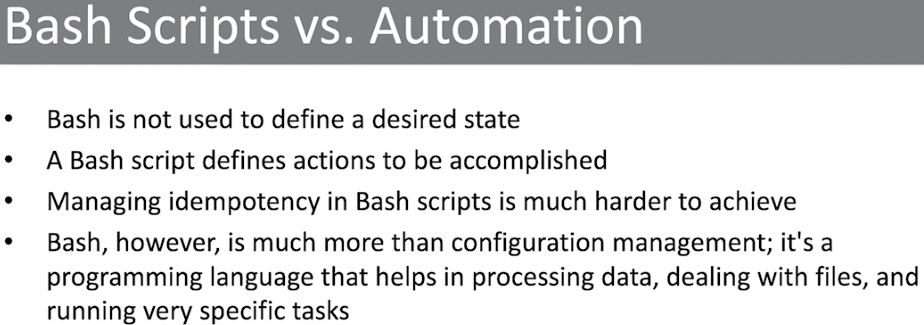 Bash Scripts vs. Automation
• Bash is not used to define a desired state
• A Bash script defines actions to be accomplished
• Managing idempotency in Bash scripts is much harder to achieve
• Bash, however, is much more than configuration management; it's a
programming language that helps in processing data, dealing with files, and
running very specific tasks